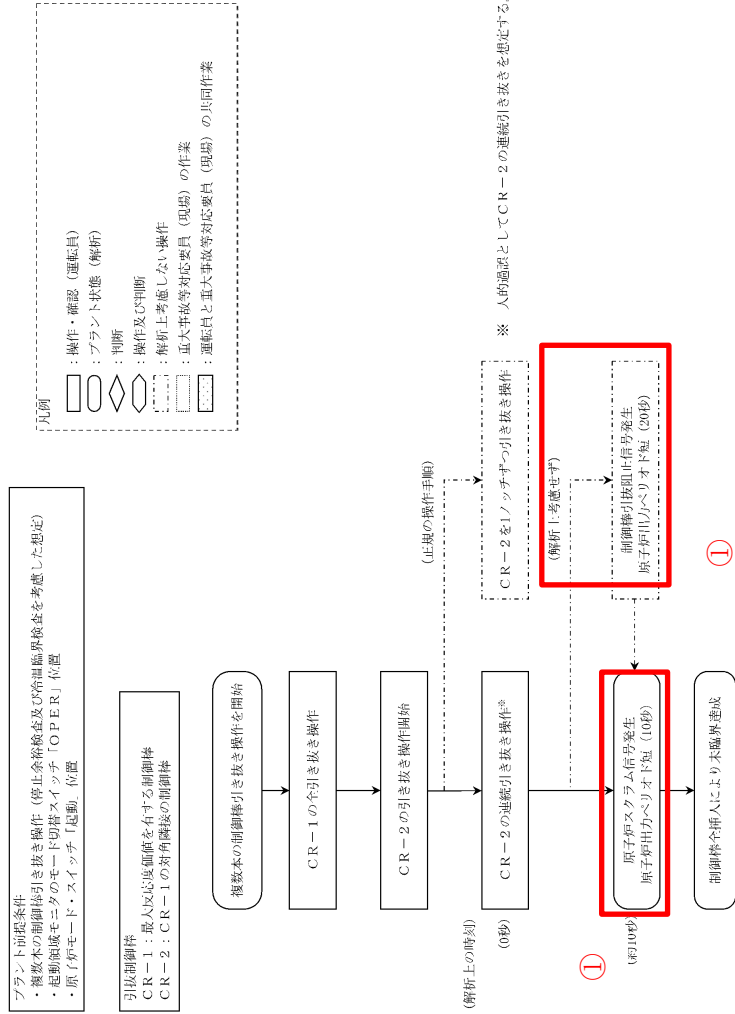 プラント前提条件
・複数本の制御棒引き抜き操作（停止余裕検査及び冷温臨界検査を考慮した想定）
・起動領域モニタのモード切替スイッチ「ＯＰＥＲ」位置
・原子炉モード・スイッチ「起動」位置
引抜制御棒
ＣＲ－１：最大反応度価値を有する制御棒
ＣＲ－２：ＣＲ－１の対角隣接の制御棒
凡例
：操作・確認（運転員）
：プラント状態（解析）
：判断
：操作及び判断
：解析上考慮しない操作
：重大事故等対応要員（現場）の作業
：運転員と重大事故等対応要員（現場）の共同作業
複数本の制御棒引き抜き操作を開始
ＣＲ－１の全引き抜き操作
ＣＲ－２の引き抜き操作開始
(正規の操作手順)
(解析上の時刻)
(0秒)
ＣＲ－２の連続引き抜き操作※
ＣＲ－２を1ノッチずつ引き抜き操作
※　人的過誤としてＣＲ－２の連続引き抜きを想定する。
(解析上考慮せず)
①
(約10秒)
原子炉スクラム信号発生
原子炉出力ペリオド短（10秒）
制御棒引抜阻止信号発生
原子炉出力ペリオド短（20秒）
①
制御棒全挿入により未臨界達成